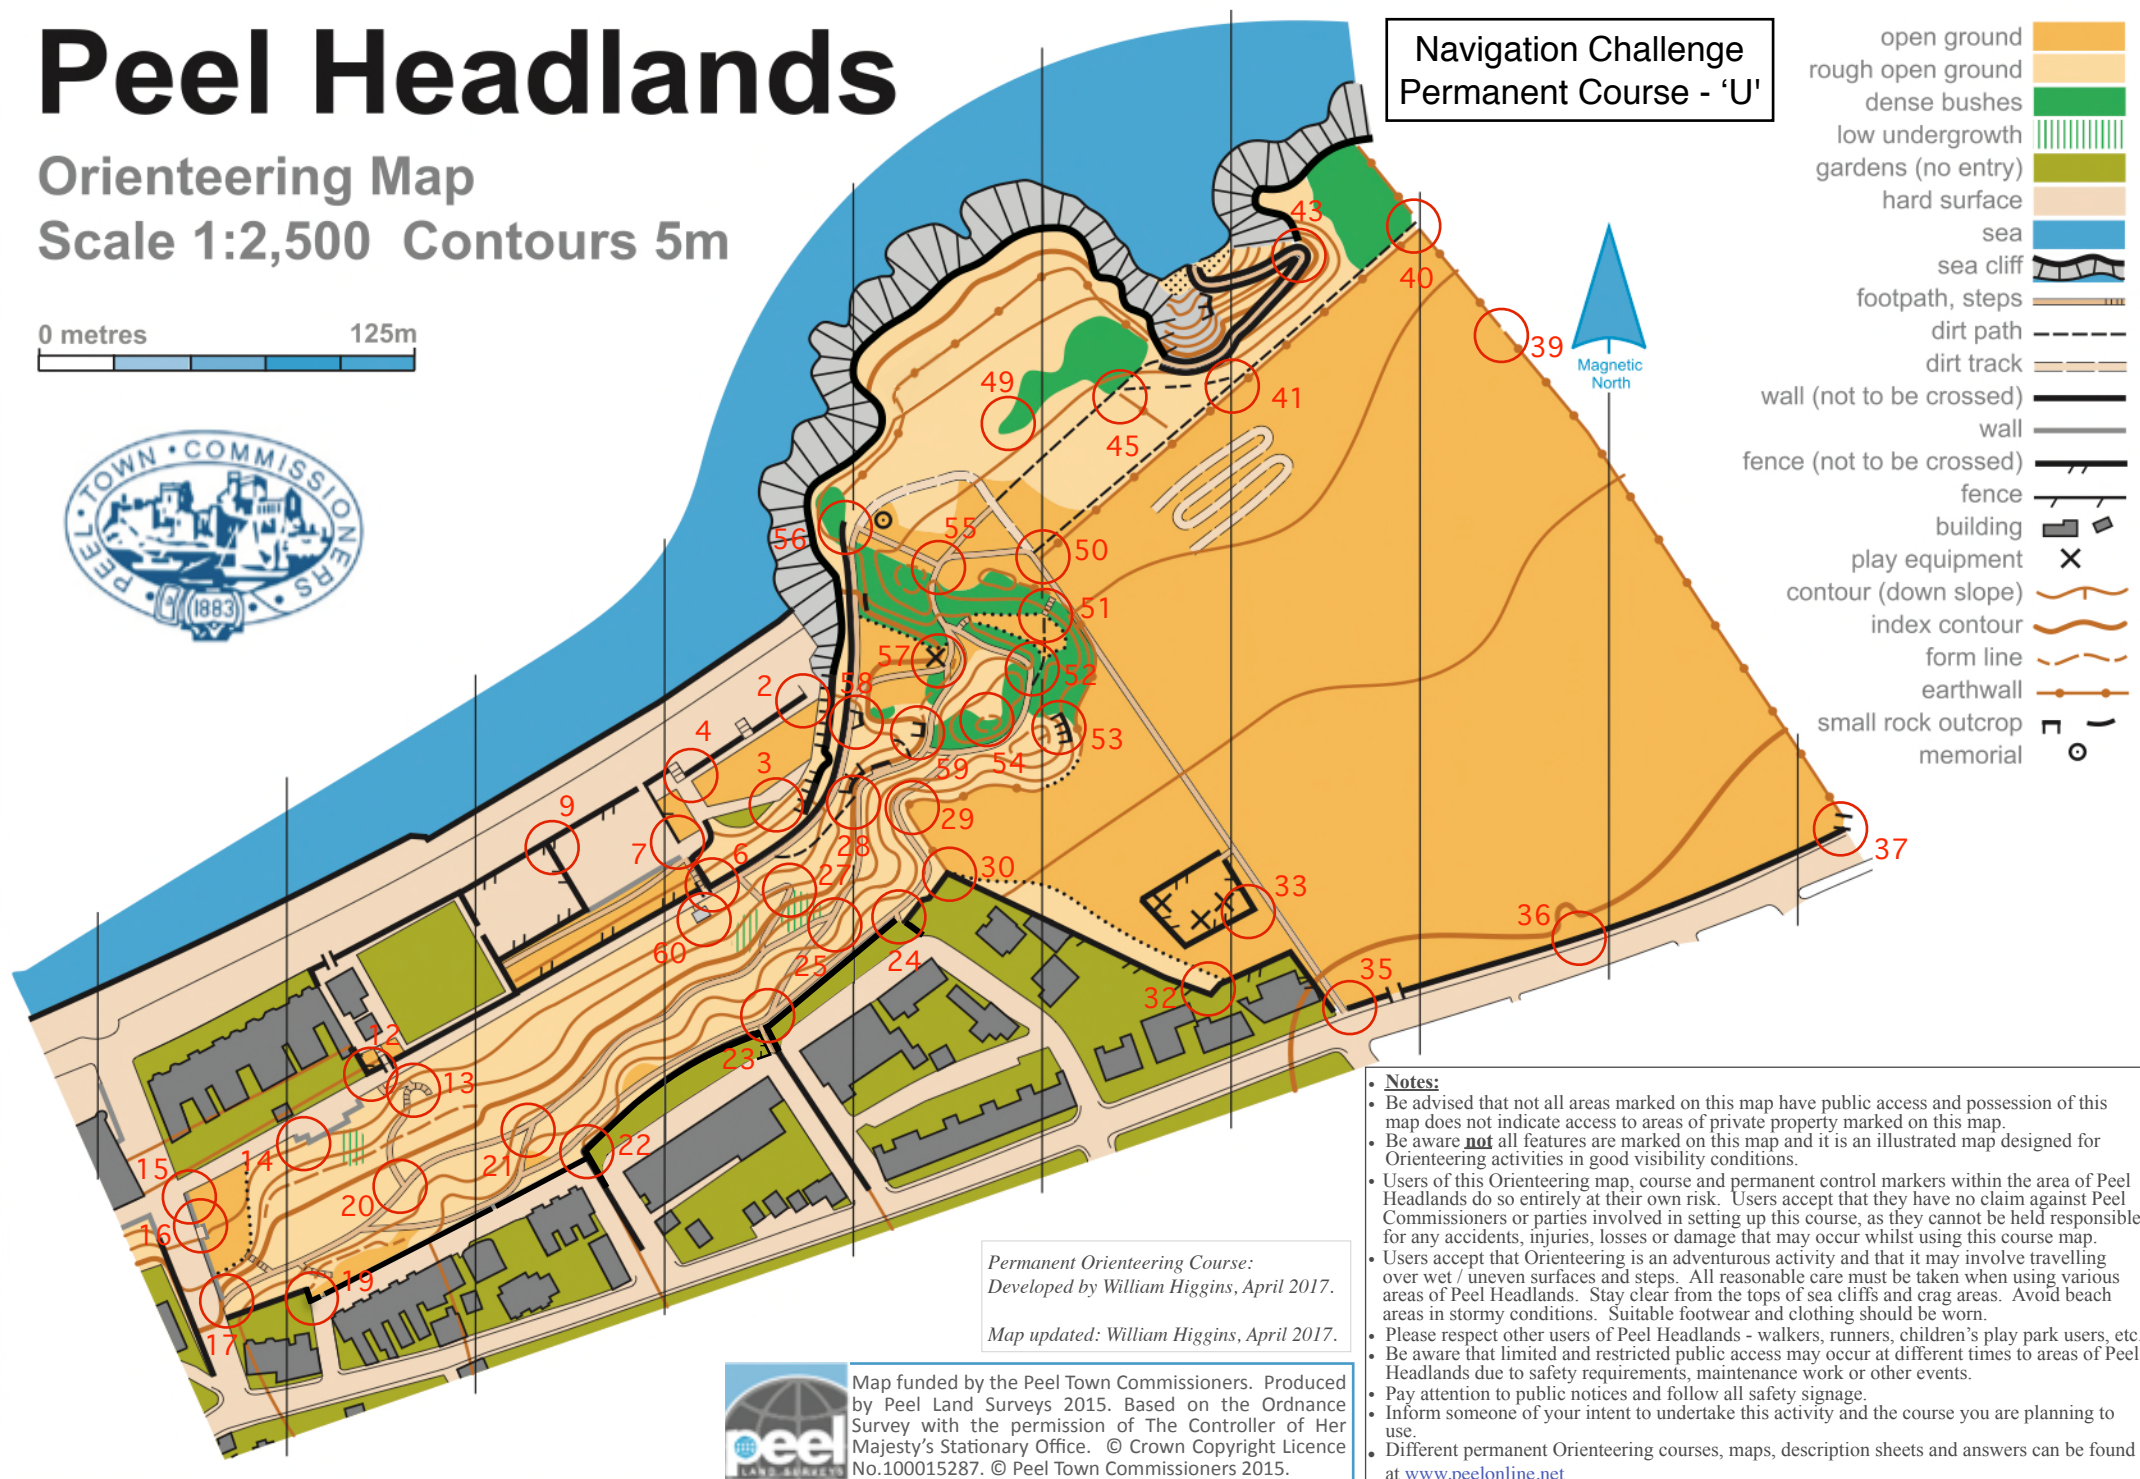 Peel Headlands
Orienteering Map
Scale 1:2,500 Contours 5m
0 metres 125m
PEEL • TOWN • COMMISSIONERS •
1883
Navigation Challenge
Permanent Course - ‘U'
open ground
rough open ground
dense bushes
low undergrowth
gardens (no entry)
hard surface
sea
sea cliff
footpath, steps
dirt path
dirt track
wall (not to be crossed)
wall
fence (not to be crossed)
fence
building
play equipment
contour (down slope)
index contour
form line
earthwall
small rock outcrop
memorial
Magnetic
North
43
40
39
49
41
45
56
55
50
51
57
52
2
58
4
53
3
59
54
9
29
7
6
28
27
30
37
33
36
60
25
24
35
32
12
23
13
14
22
15
21
20
16
19
17
Permanent Orienteering Course:
Developed by William Higgins, April 2017.
Map updated: William Higgins, April 2017.
peel
LAND SURVEYS
Map funded by the Peel Town Commissioners. Produced
by Peel Land Surveys 2015. Based on the Ordnance
Survey with the permission of The Controller of Her
Majesty’s Stationary Office. © Crown Copyright Licence
No.100015287. © Peel Town Commissioners 2015.
• Notes:
• Be advised that not all areas marked on this map have public access and possession of this
map does not indicate access to areas of private property marked on this map.
• Be aware not all features are marked on this map and it is an illustrated map designed for
Orienteering activities in good visibility conditions.
• Users of this Orienteering map, course and permanent control markers within the area of Peel
Headlands do so entirely at their own risk. Users accept that they have no claim against Peel
Commissioners or parties involved in setting up this course, as they cannot be held responsible
for any accidents, injuries, losses or damage that may occur whilst using this course map.
• Users accept that Orienteering is an adventurous activity and that it may involve travelling
over wet / uneven surfaces and steps. All reasonable care must be taken when using various
areas of Peel Headlands. Stay clear from the tops of sea cliffs and crag areas. Avoid beach
areas in stormy conditions. Suitable footwear and clothing should be worn.
• Please respect other users of Peel Headlands - walkers, runners, children’s play park users, etc.
• Be aware that limited and restricted public access may occur at different times to areas of Peel
Headlands due to safety requirements, maintenance work or other events.
• Pay attention to public notices and follow all safety signage.
• Inform someone of your intent to undertake this activity and the course you are planning to
use.
• Different permanent Orienteering courses, maps, description sheets and answers can be found
at www.peelonline.net